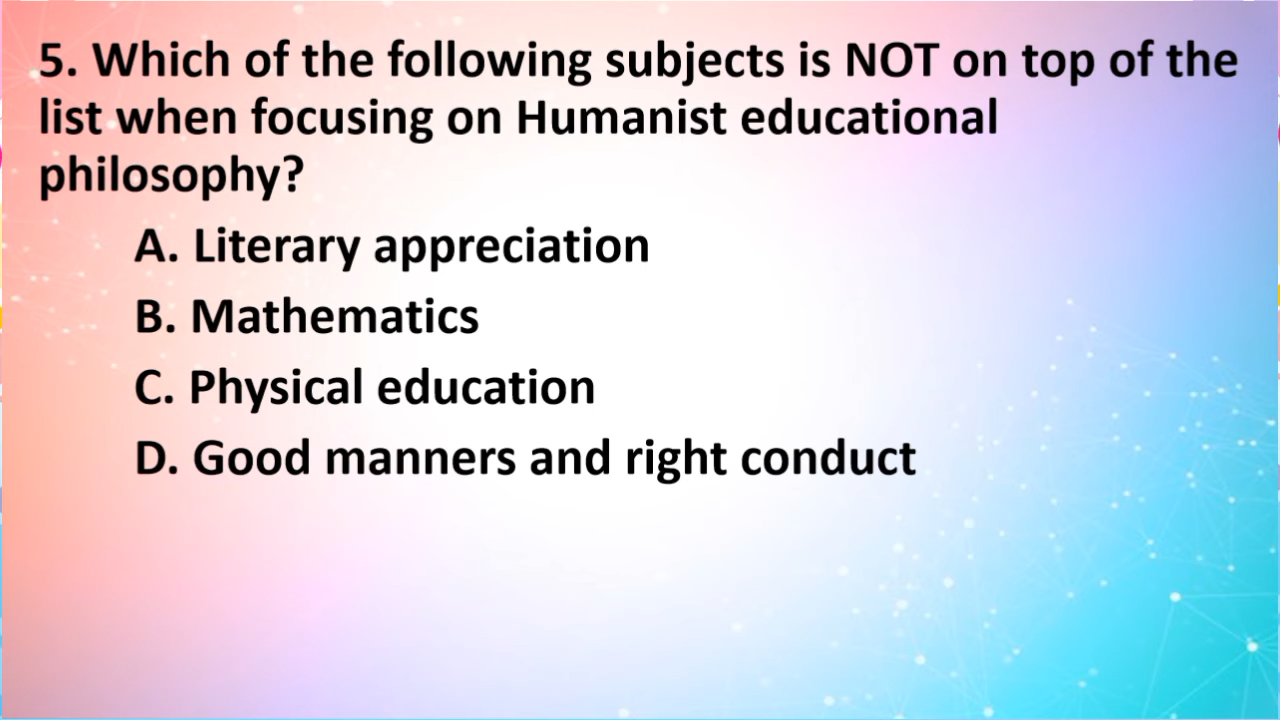 5. Which of the following subjects is NOT on top of the
list when focusing on Humanist educational
philosophy?
A. Literary appreciation
B. Mathematics
C. Physical education
D. Good manners and right conduct